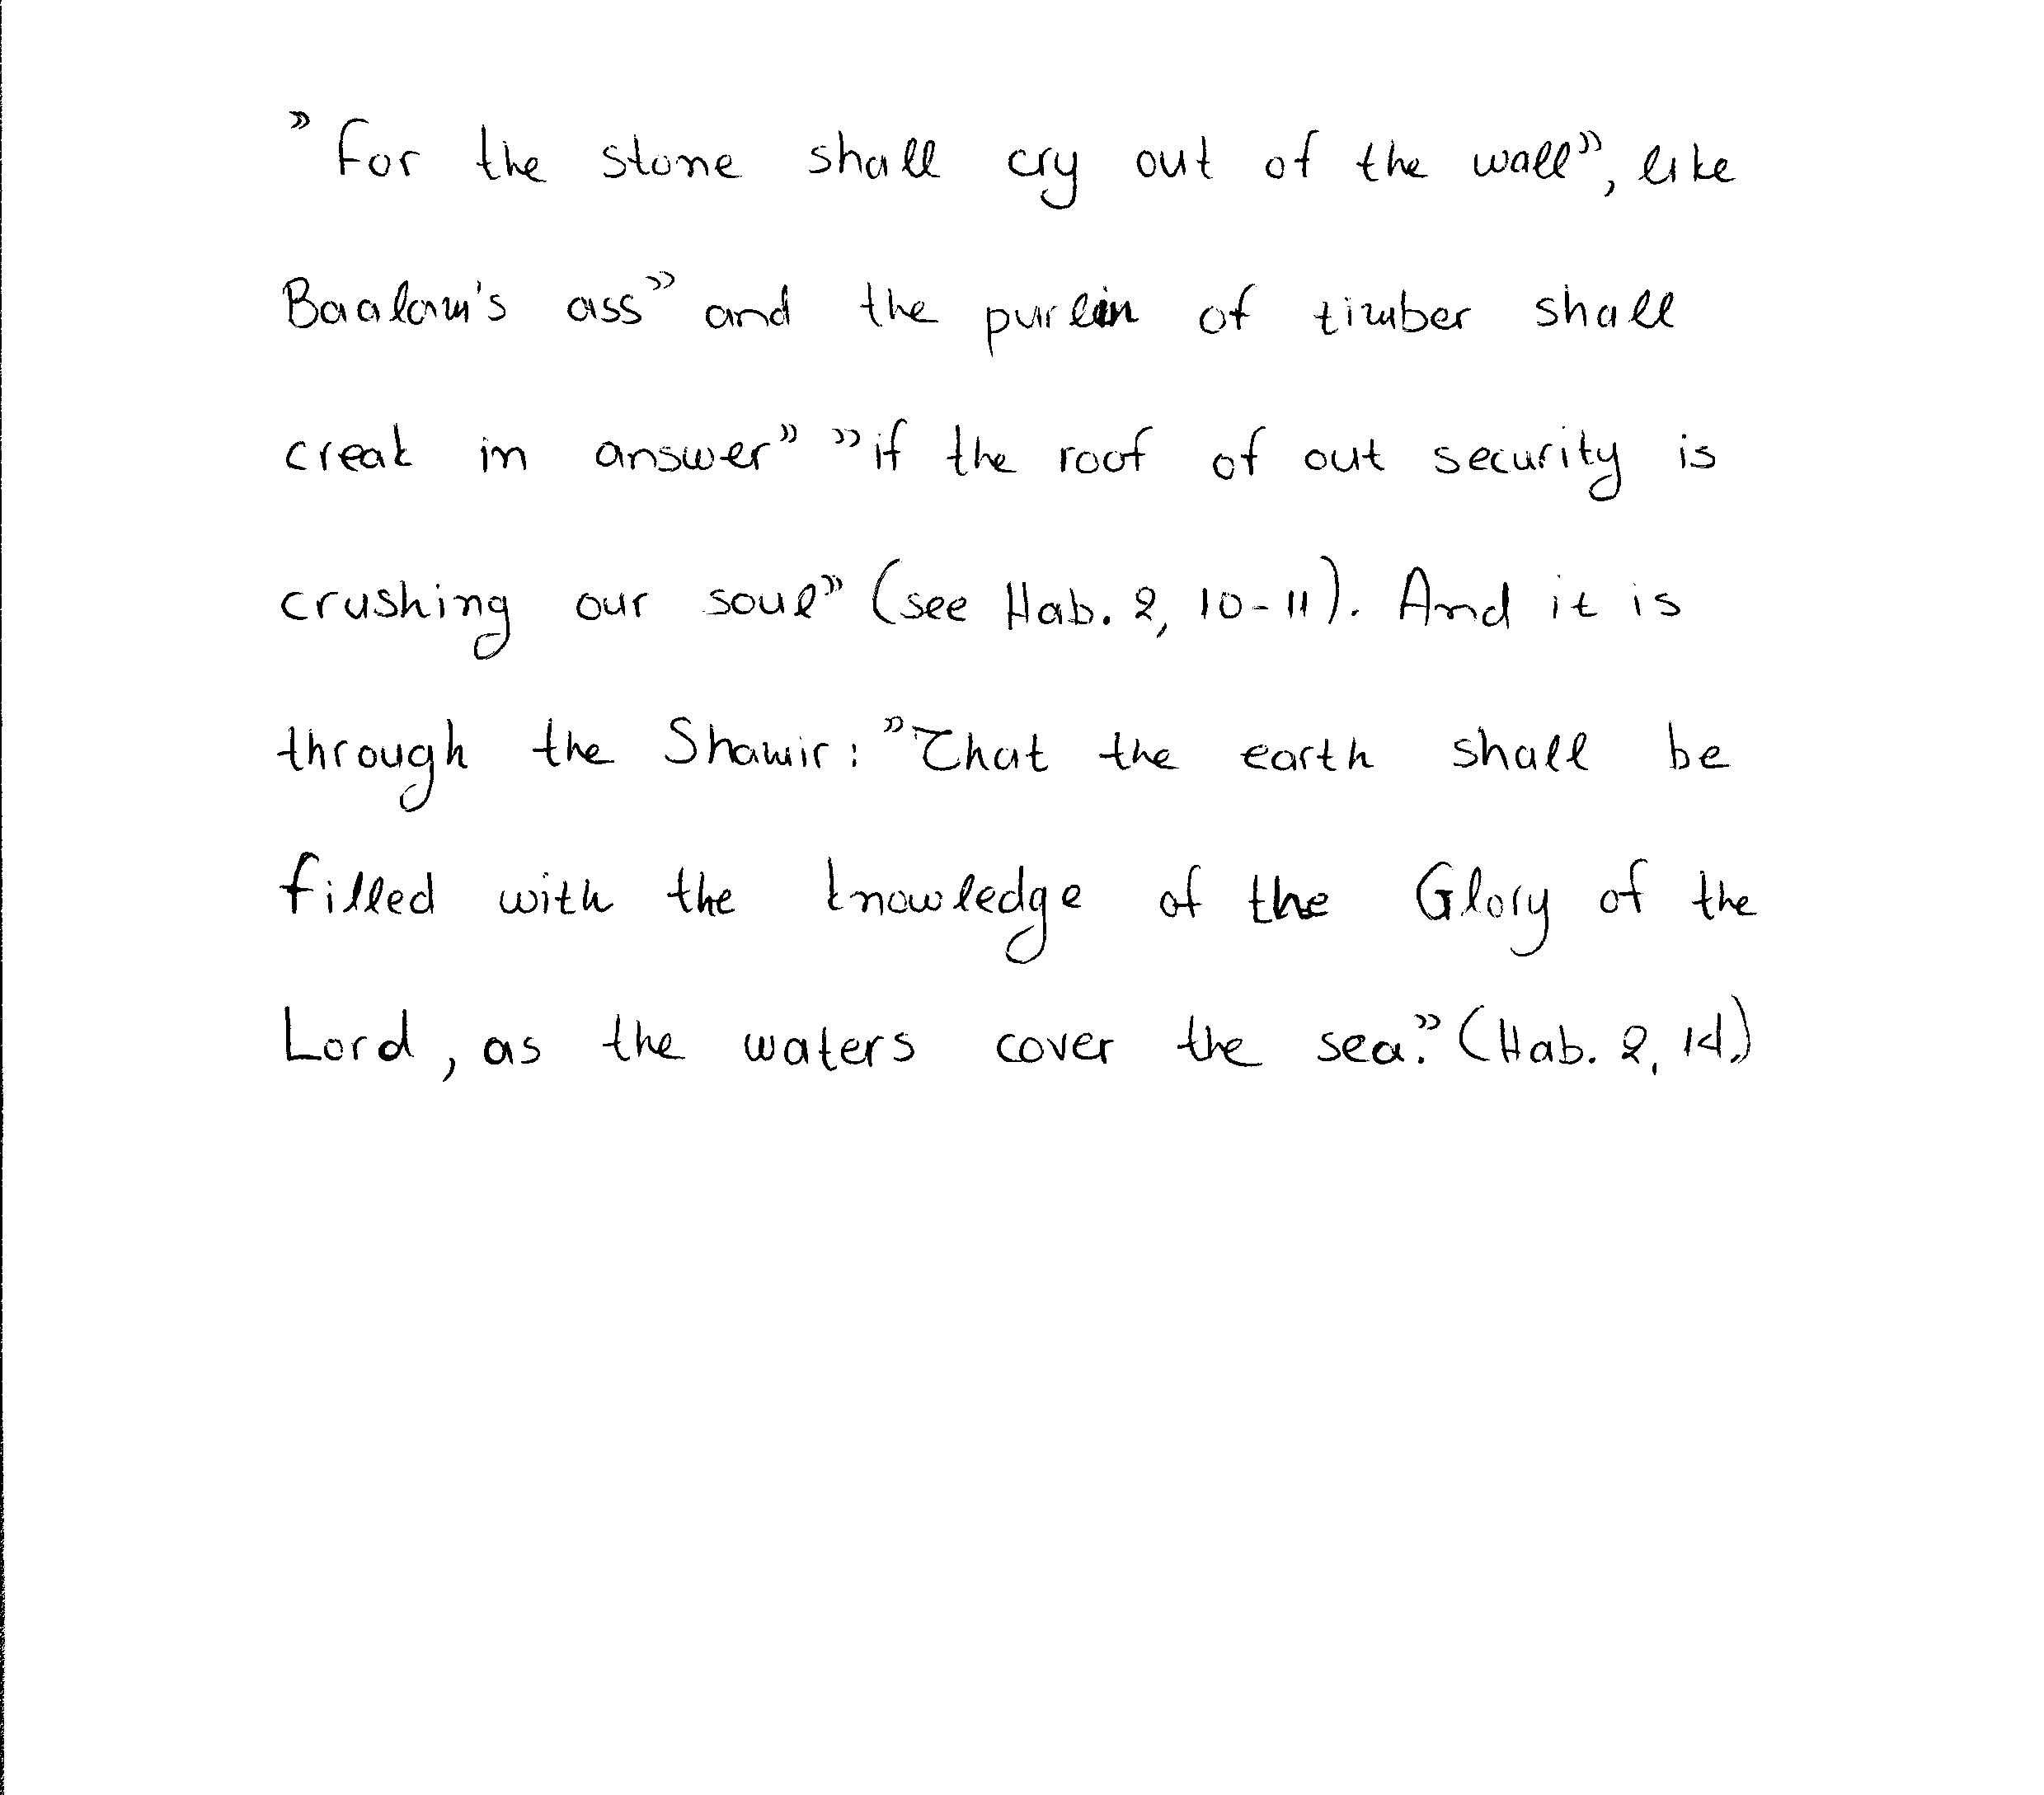 "For the stone shall cry out of the wall", like
Baalam's ass" and the purlin of timber shall
creak in answer" "if the roof of out security is
crushing our soul" (see Hab. 2, 10-11). And it is
through the Shamir: "That the earth shall be
filled with the knowledge of the Glory of the
Lord, as the waters cover the sea." (Hab. 2, 14)